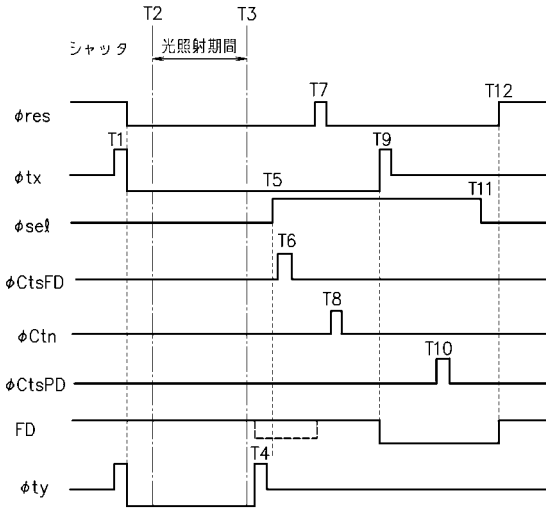 T2 T3
シャッタ 光照射期間
T7 T12
φres
T1 T9
φtx
T5 T11
φsel
T6
φCtsFD
T8
φCtn
T10
φCtsPD
FD
T4
φty